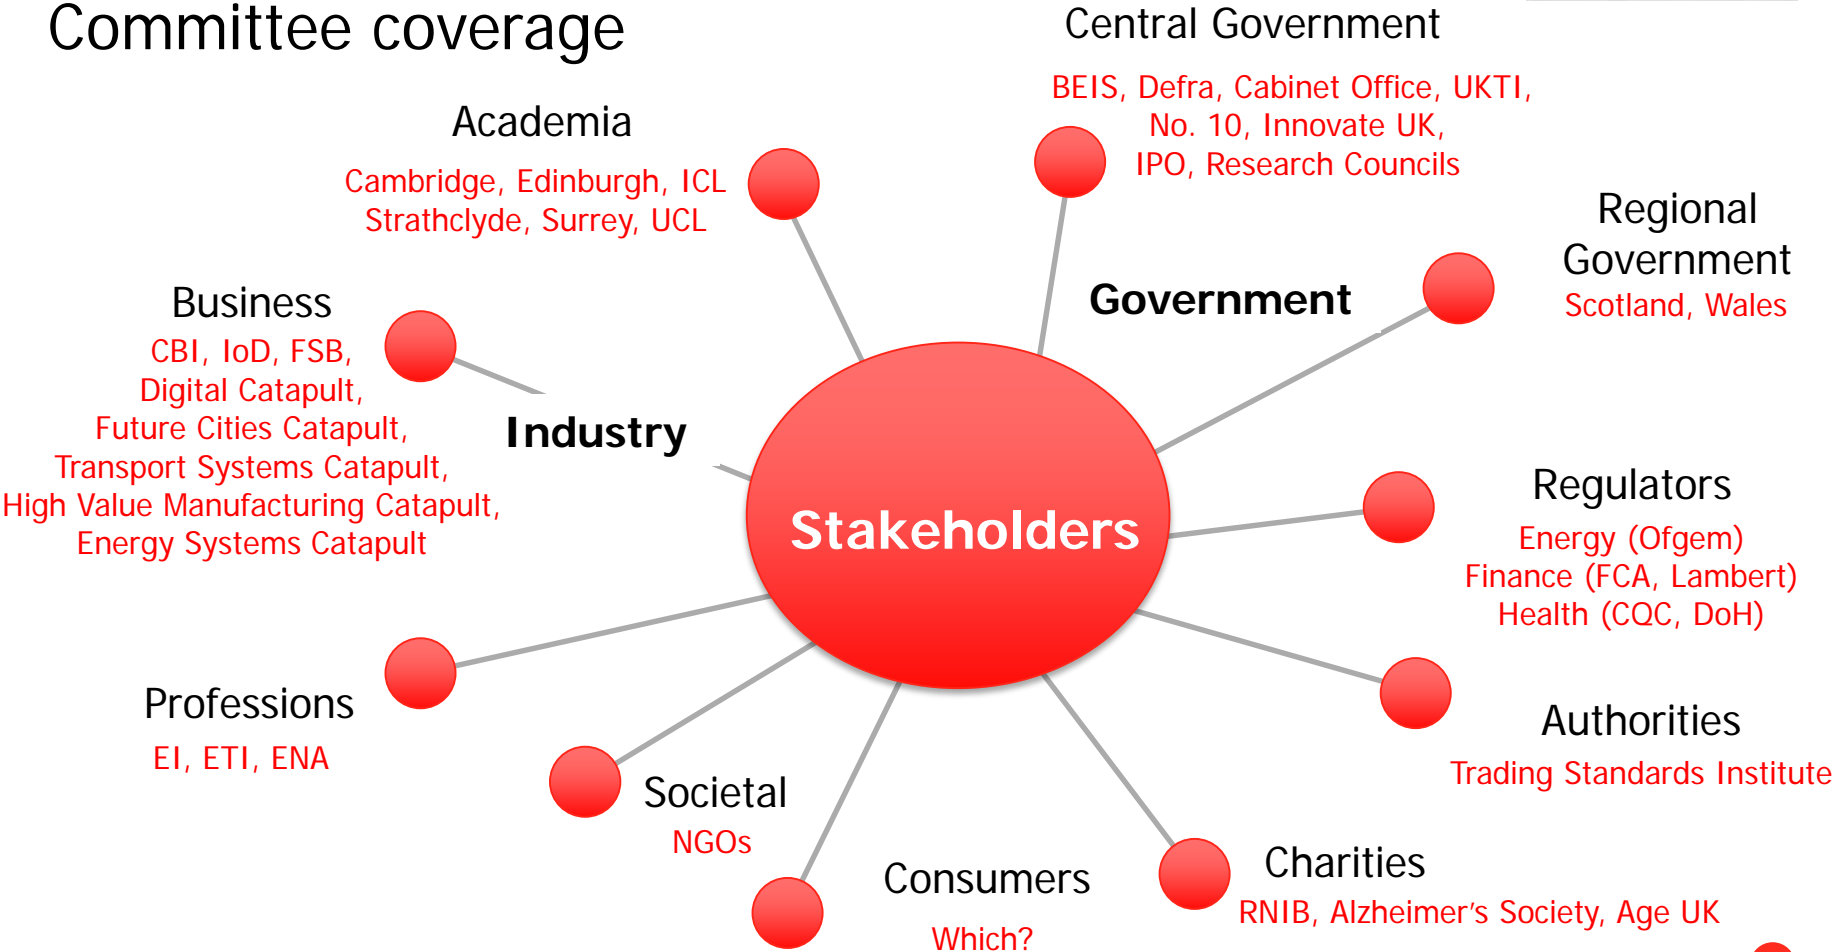 Committee coverage
Central Government
BEIS, Defra, Cabinet Office, UKTI,
No. 10, Innovate UK,
IPO, Research Councils
Academia
Cambridge, Edinburgh, ICL
Strathclyde, Surrey, UCL
Regional
Government
Scotland, Wales
Government
Business
CBI, IoD, FSB,
Digital Catapult,
Future Cities Catapult,
Transport Systems Catapult,
High Value Manufacturing Catapult,
Energy Systems Catapult
Industry
Stakeholders
Regulators
Energy (Ofgem)
Finance (FCA, Lambert)
Health (CQC, DoH)
Professions
EI, ETI, ENA
Authorities
Trading Standards Institute
Societal
NGOs
Consumers
Which?
Charities
RNIB, Alzheimer’s Society, Age UK